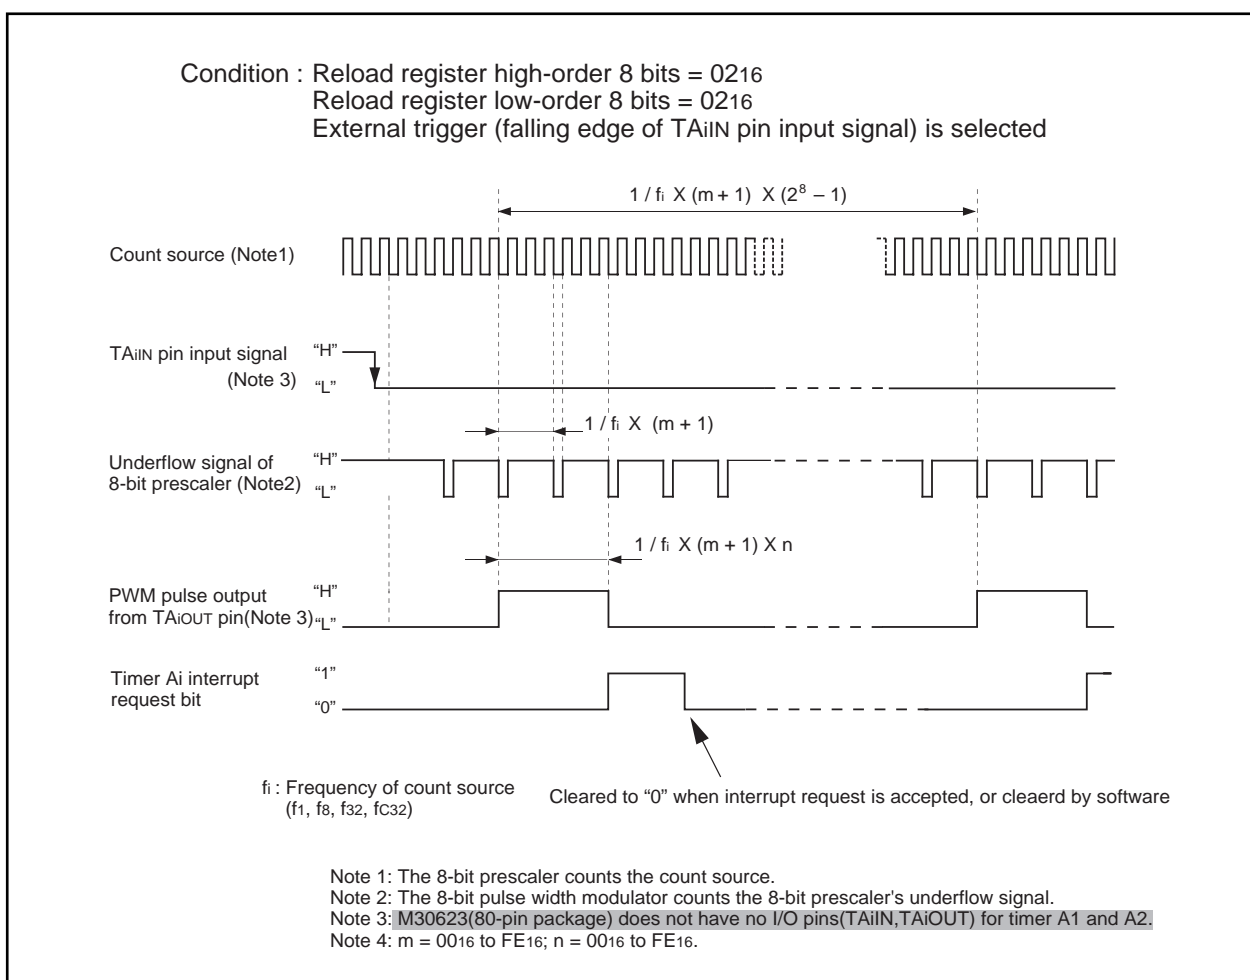 Condition : Reload register high-order 8 bits = 0216
Reload register low-order 8 bits = 0216
External trigger (falling edge of TAiIN pin input signal) is selected
1 / fi X (m + 1) X (2⁸ – 1)
Count source (Note1)
TAiIN pin input signal
(Note 3)
“H”
“L”
1 / fi X (m + 1)
Underflow signal of
8-bit prescaler (Note2)
“H”
“L”
1 / fi X (m + 1) X n
PWM pulse output
from TAiOUT pin(Note 3)
“H”
“L”
Timer Ai interrupt
request bit
“1”
“0”
fi : Frequency of count source
(f1, f8, f32, fC32)
Cleared to “0” when interrupt request is accepted, or cleaerd by software
Note 1: The 8-bit prescaler counts the count source.
Note 2: The 8-bit pulse width modulator counts the 8-bit prescaler's underflow signal.
Note 3: M30623(80-pin package) does not have no I/O pins(TAiIN,TAiOUT) for timer A1 and A2.
Note 4: m = 0016 to FE16; n = 0016 to FE16.